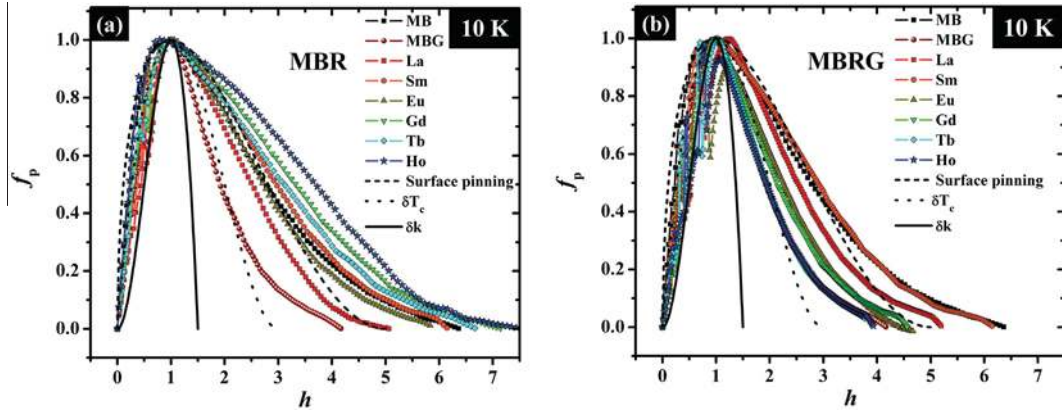 (a)
10 K
MBR
MB
MBG
La
Sm
Eu
Gd
Tb
Ho
Surface pinning
δTc
δk
fp
1.0
0.8
0.6
0.4
0.2
0.0
0 1 2 3 4 5 6 7
h
(b)
10 K
MBRG
MB
MBG
La
Sm
Eu
Gd
Tb
Ho
Surface pinning
δTc
δk
fp
1.0
0.8
0.6
0.4
0.2
0.0
0 1 2 3 4 5 6 7
h